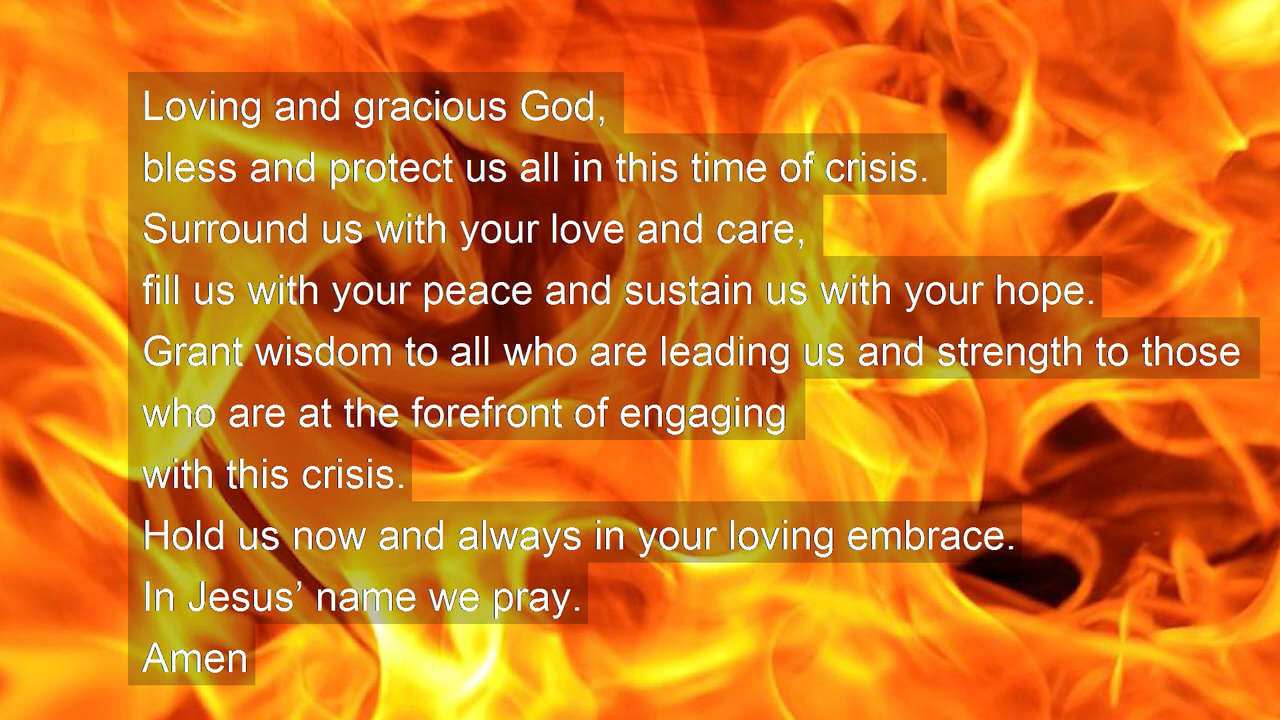 Loving and gracious God,
bless and protect us all in this time of crisis.
Surround us with your love and care,
fill us with your peace and sustain us with your hope.
Grant wisdom to all who are leading us and strength to those
who are at the forefront of engaging
with this crisis.
Hold us now and always in your loving embrace.
In Jesus’ name we pray.
Amen